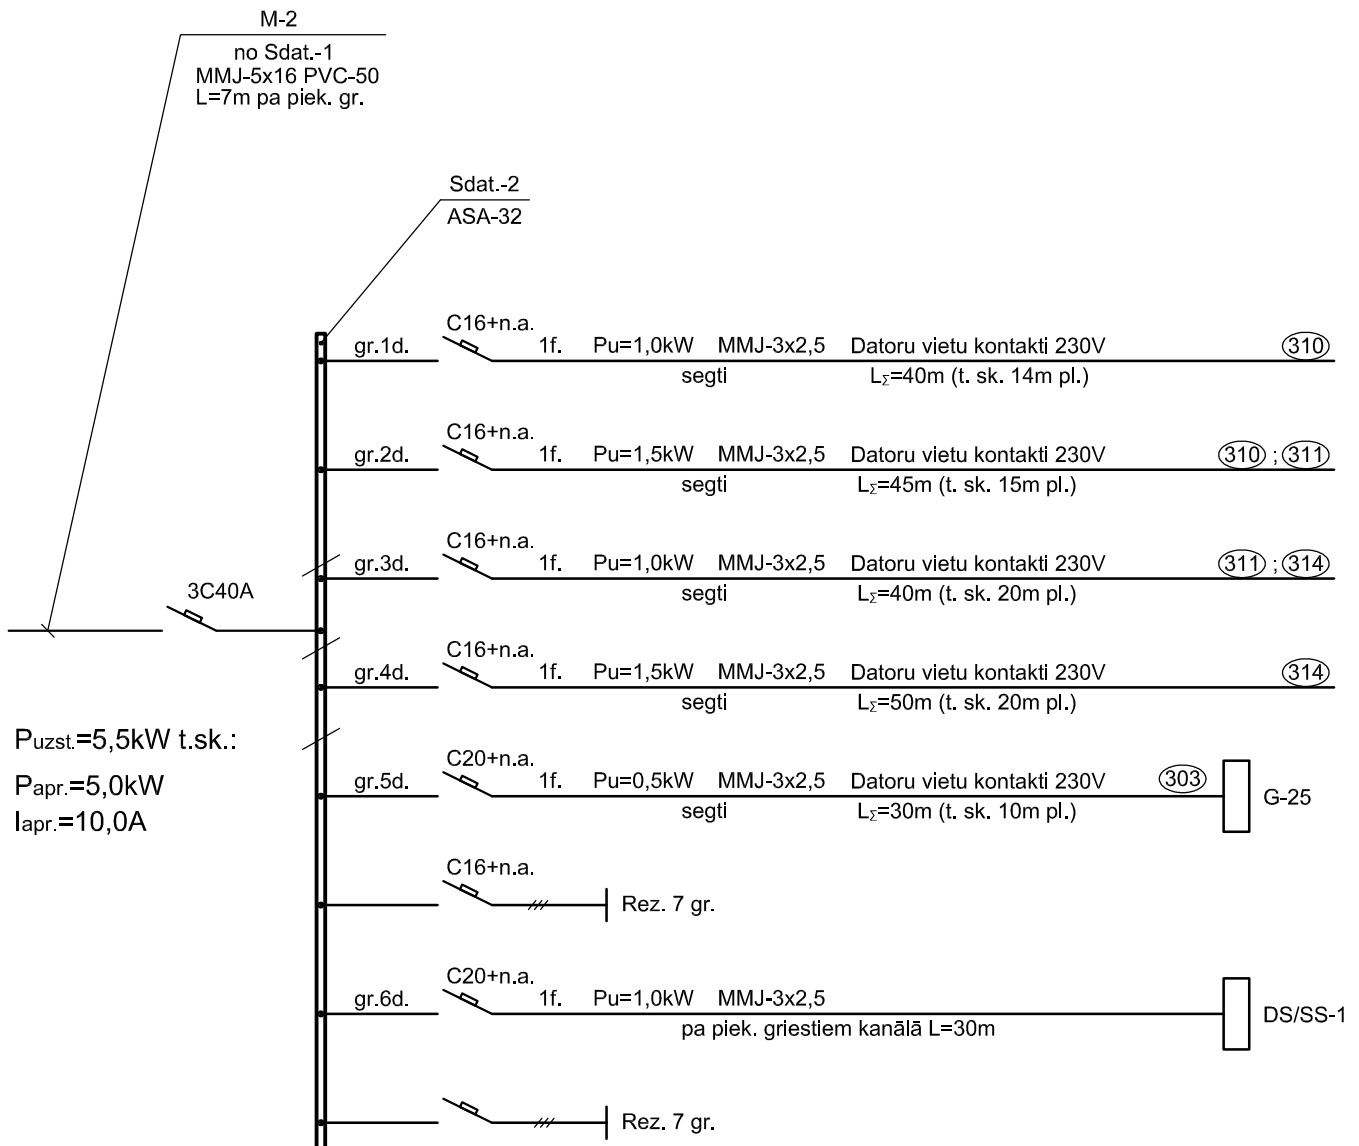 M-2
no Sdat.-1
MMJ-5x16 PVC-50
L=7m pa piek. gr.
Sdat.-2
ASA-32
gr.1d. C16+n.a. 1f. Pu=1,0kW MMJ-3x2,5 Datoru vietu kontakti 230V 310
segti LΣ=40m (t. sk. 14m pl.)
gr.2d. C16+n.a. 1f. Pu=1,5kW MMJ-3x2,5 Datoru vietu kontakti 230V 310 ; 311
segti LΣ=45m (t. sk. 15m pl.)
gr.3d. C16+n.a. 1f. Pu=1,0kW MMJ-3x2,5 Datoru vietu kontakti 230V 311 ; 314
segti LΣ=40m (t. sk. 20m pl.)
3C40A
gr.4d. C16+n.a. 1f. Pu=1,5kW MMJ-3x2,5 Datoru vietu kontakti 230V 314
segti LΣ=50m (t. sk. 20m pl.)
Puzst.=5,5kW t.sk.:
Papr.=5,0kW
Iapr.=10,0A
gr.5d. C20+n.a. 1f. Pu=0,5kW MMJ-3x2,5 Datoru vietu kontakti 230V 303 G-25
segti LΣ=30m (t. sk. 10m pl.)
C16+n.a. Rez. 7 gr.
gr.6d. C20+n.a. 1f. Pu=1,0kW MMJ-3x2,5 DS/SS-1
pa piek. griestiem kanālā L=30m
Rez. 7 gr.